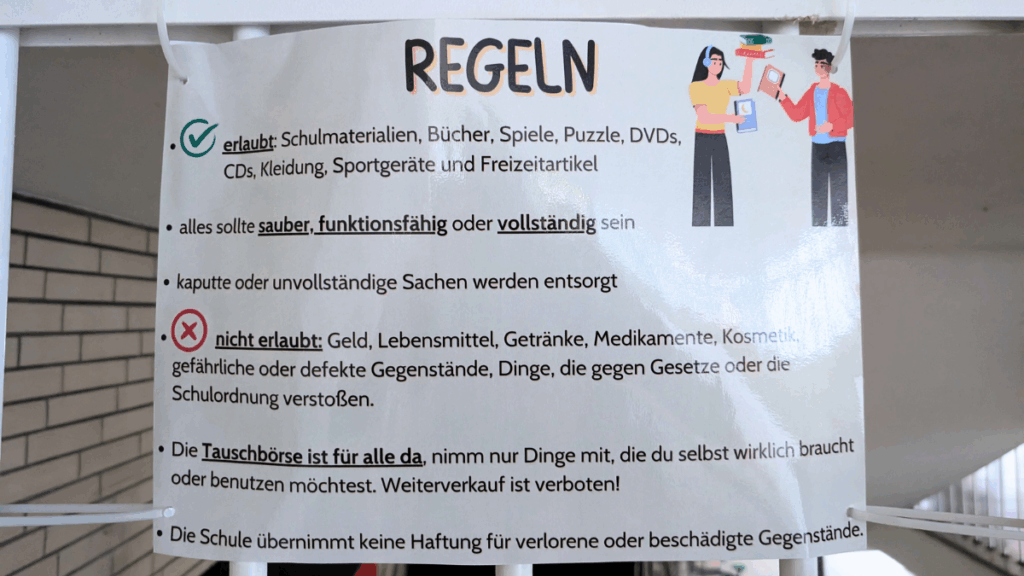 REGELN
• erlaubt: Schulmaterialien, Bücher, Spiele, Puzzle, DVDs,
CDs, Kleidung, Sportgeräte und Freizeitartikel
• alles sollte sauber, funktionsfähig oder vollständig sein
• kaputte oder unvollständige Sachen werden entsorgt
• nicht erlaubt: Geld, Lebensmittel, Getränke, Medikamente, Kosmetik,
gefährliche oder defekte Gegenstände, Dinge, die gegen Gesetze oder die
Schulordnung verstoßen.
• Die Tauschbörse ist für alle da, nimm nur Dinge mit, die du selbst wirklich braucht
oder benutzen möchtest. Weiterverkauf ist verboten!
• Die Schule übernimmt keine Haftung für verlorene oder beschädigte Gegenstände.